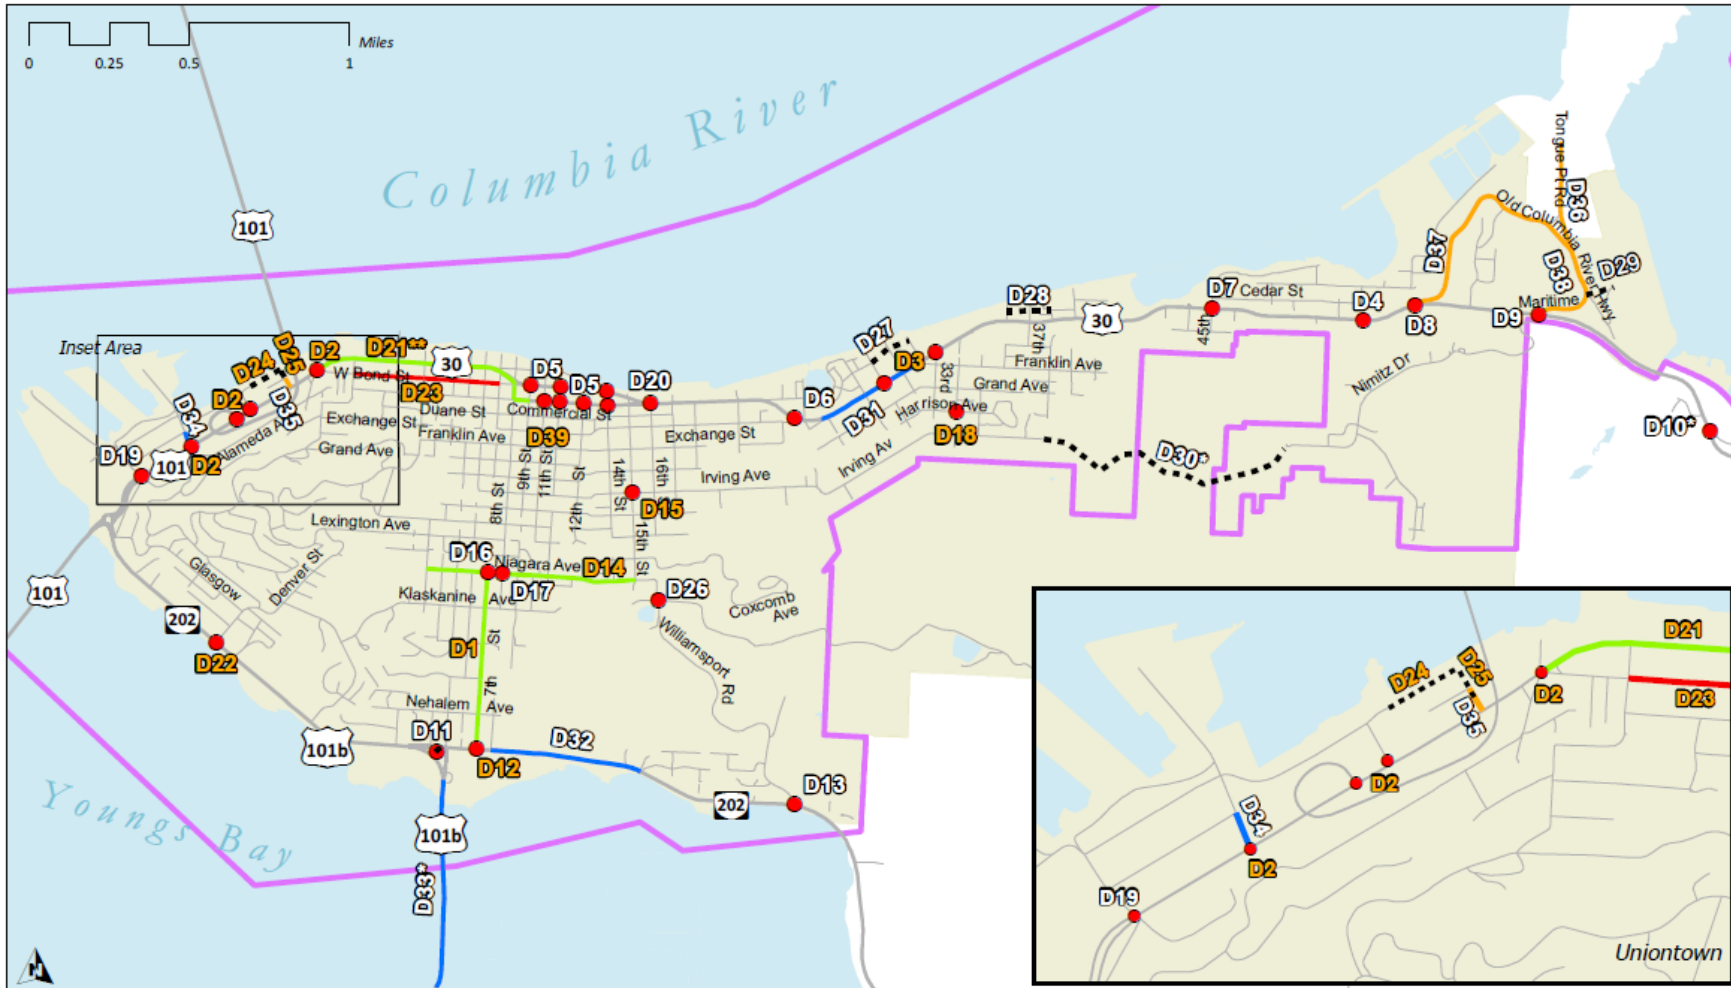 Miles
0 0.25 0.5 1
Columbia River
101
Tongue Pt Rd
D36
Old Columbia River Hwy
D37
D38
D29
Maritime
D28
D7
Cedar St
D4
D8
D9
30
45th
37th
D27
D3
Franklin Ave
Grand Ave
33rd
Harrison Ave
D18
D31
D6
Nimitz Dr
D10*
D30*
Inset Area
D24
D25
D2
D21**
30
W Bond St
D23
D5
D5
D20
D2
D34
D35
Exchange St
Duane St
Commercial St
Franklin Ave
D39
Exchange St
Grand Ave
Alameda Ave
D19
101
D2
9th St
11th St
12th St
14th St
16th St
Irving Ave
Irving Av
D15
8th St
15th St
Lexington Ave
D16
Niagara Ave
D14
D17
D26
Klaskanine Ave
Coxcomb Ave
Glasgow
Denver St
101
202
D22
D1
7th St
Williamsport Rd
Nehalem Ave
D11
101b
D12
D32
D13
202
101b
D33*
Youngs Bay
N
D21
D24
D25
D2
D23
D35
D2
D34
D2
D19
Uniontown